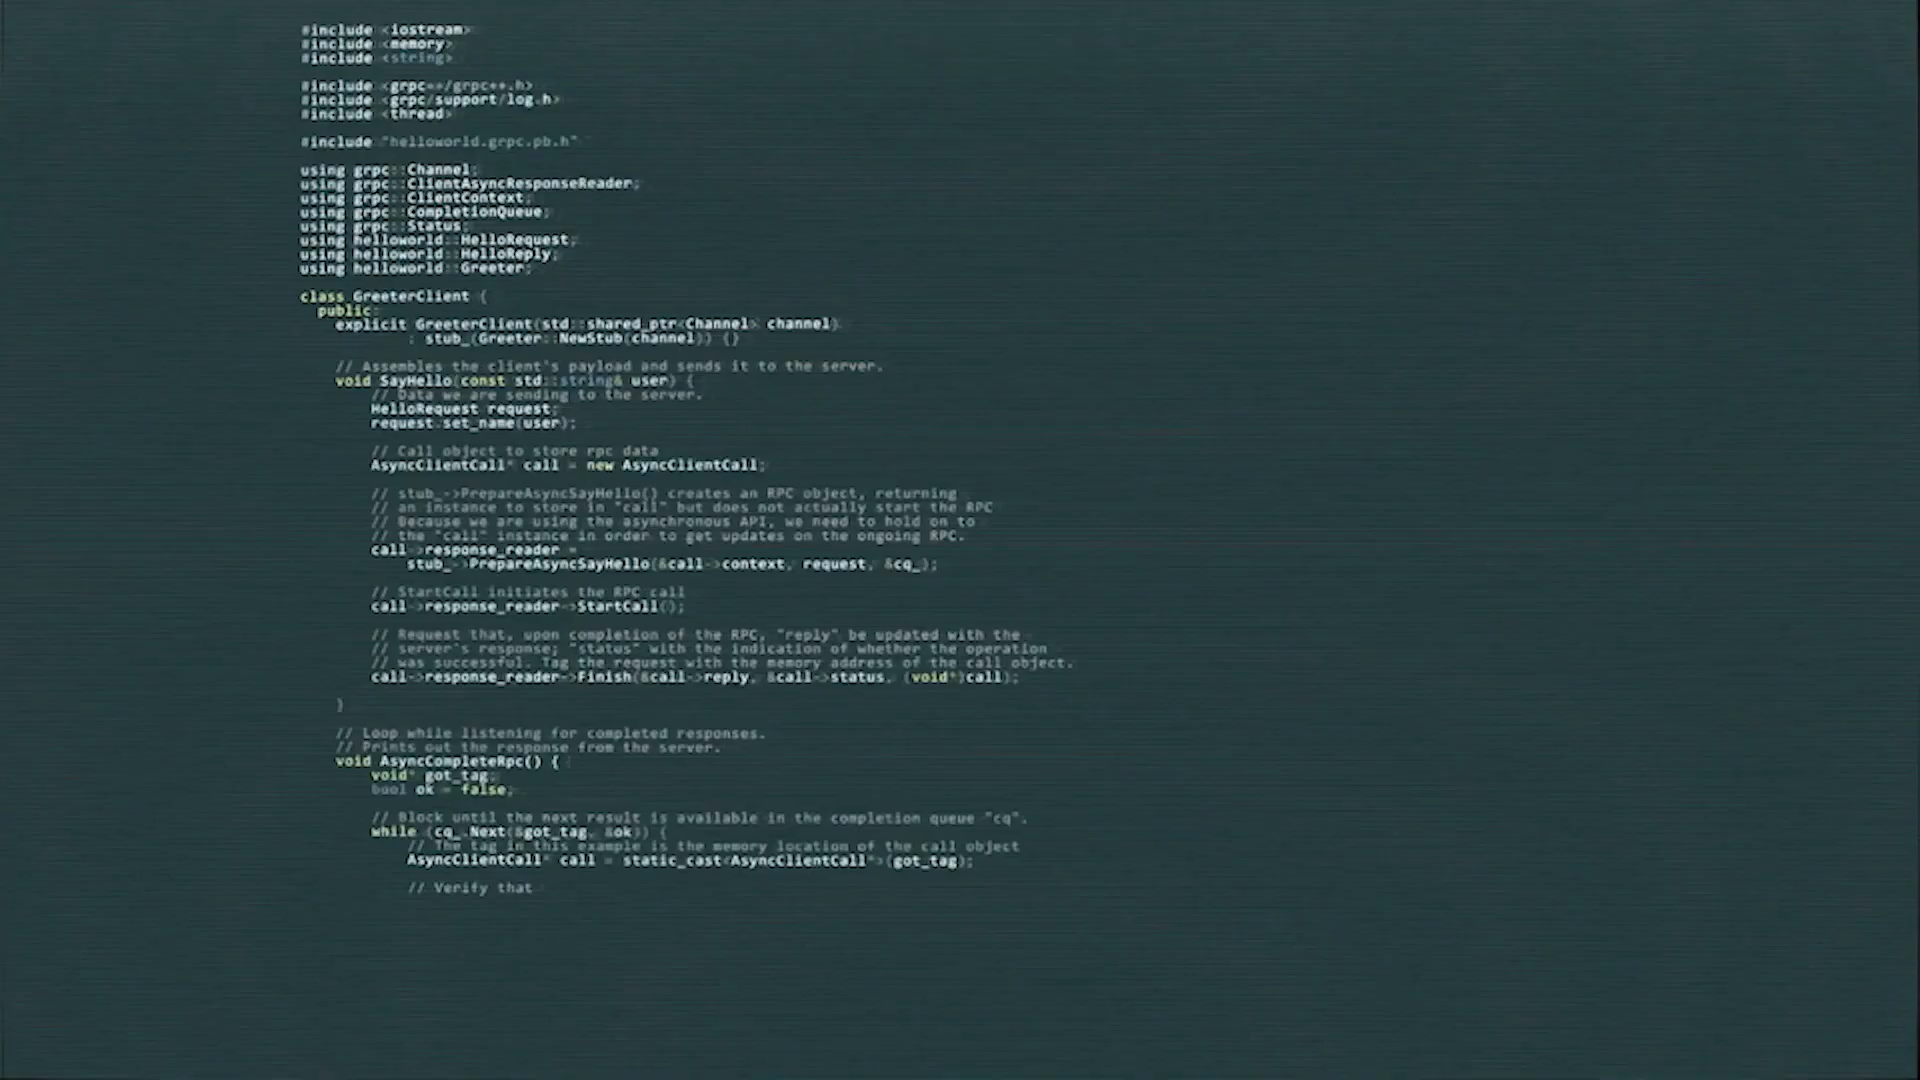 #include <iostream>
#include <memory>
#include <string>
#include <grpc++/grpc++.h>
#include <grpc/support/log.h>
#include <thread>
#include "helloworld.grpc.pb.h"
using grpc::Channel;
using grpc::ClientAsyncResponseReader;
using grpc::ClientContext;
using grpc::CompletionQueue;
using grpc::Status;
using helloworld::HelloRequest;
using helloworld::HelloReply;
using helloworld::Greeter;
class GreeterClient {
public:
explicit GreeterClient(std::shared_ptr<Channel> channel)
: stub_(Greeter::NewStub(channel)) {}
// Assembles the client's payload and sends it to the server.
void SayHello(const std::string& user) {
// Data we are sending to the server.
HelloRequest request;
request.set_name(user);
// Call object to store rpc data
AsyncClientCall* call = new AsyncClientCall;
// stub_->PrepareAsyncSayHello() creates an RPC object, returning
// an instance to store in "call" but does not actually start the RPC
// Because we are using the asynchronous API, we need to hold on to
// the "call" instance in order to get updates on the ongoing RPC.
call->response_reader =
stub_->PrepareAsyncSayHello(&call->context, request, &cq_);
// StartCall initiates the RPC call
call->response_reader->StartCall();
// Request that, upon completion of the RPC, "reply" be updated with the
// server's response; "status" with the indication of whether the operation
// was successful. Tag the request with the memory address of the call object.
call->response_reader->Finish(&call->reply, &call->status, (void*)call);
}
// Loop while listening for completed responses.
// Prints out the response from the server.
void AsyncCompleteRpc() {
void* got_tag;
bool ok = false;
// Block until the next result is available in the completion queue "cq".
while (cq_.Next(&got_tag, &ok)) {
// The tag in this example is the memory location of the call object
AsyncClientCall* call = static_cast<AsyncClientCall*>(got_tag);
// Verify that